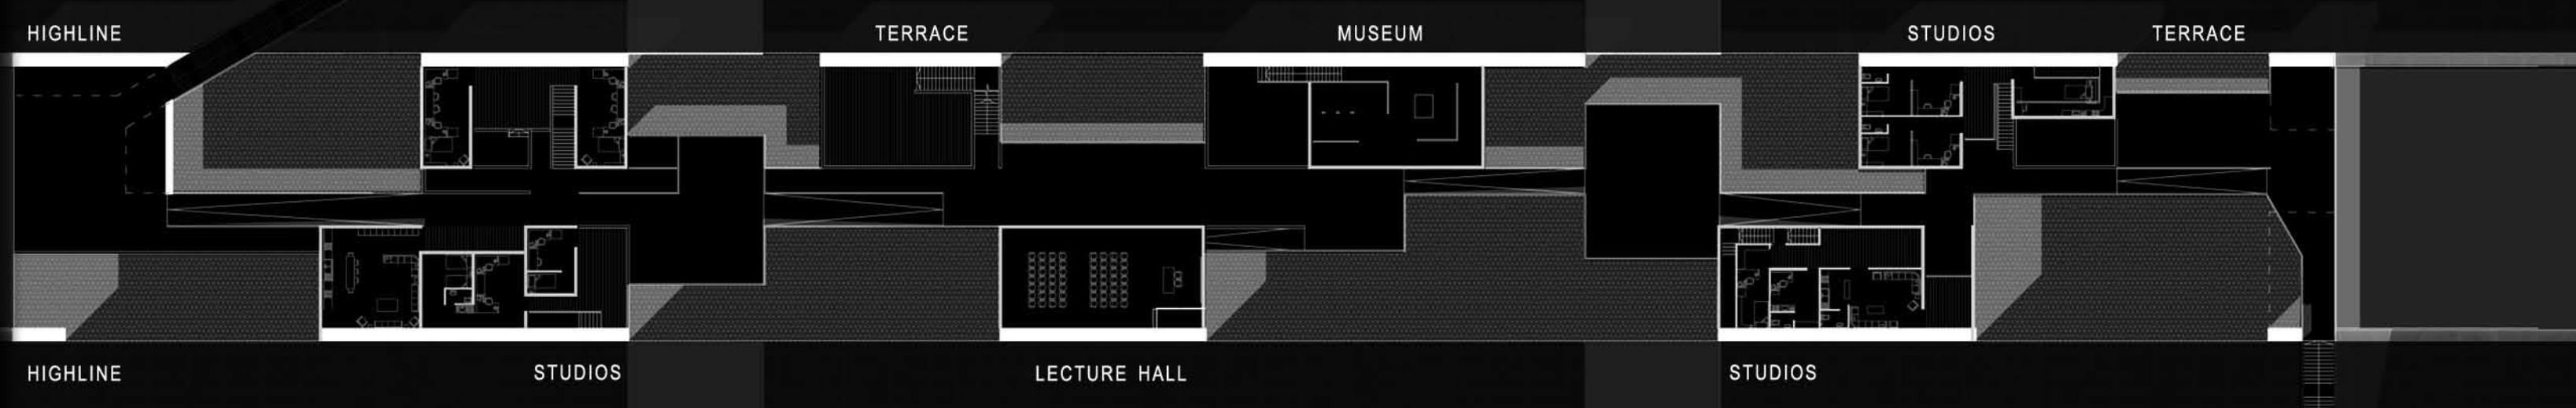 HIGHLINE
TERRACE
MUSEUM
STUDIOS
TERRACE
HIGHLINE
STUDIOS
LECTURE HALL
STUDIOS